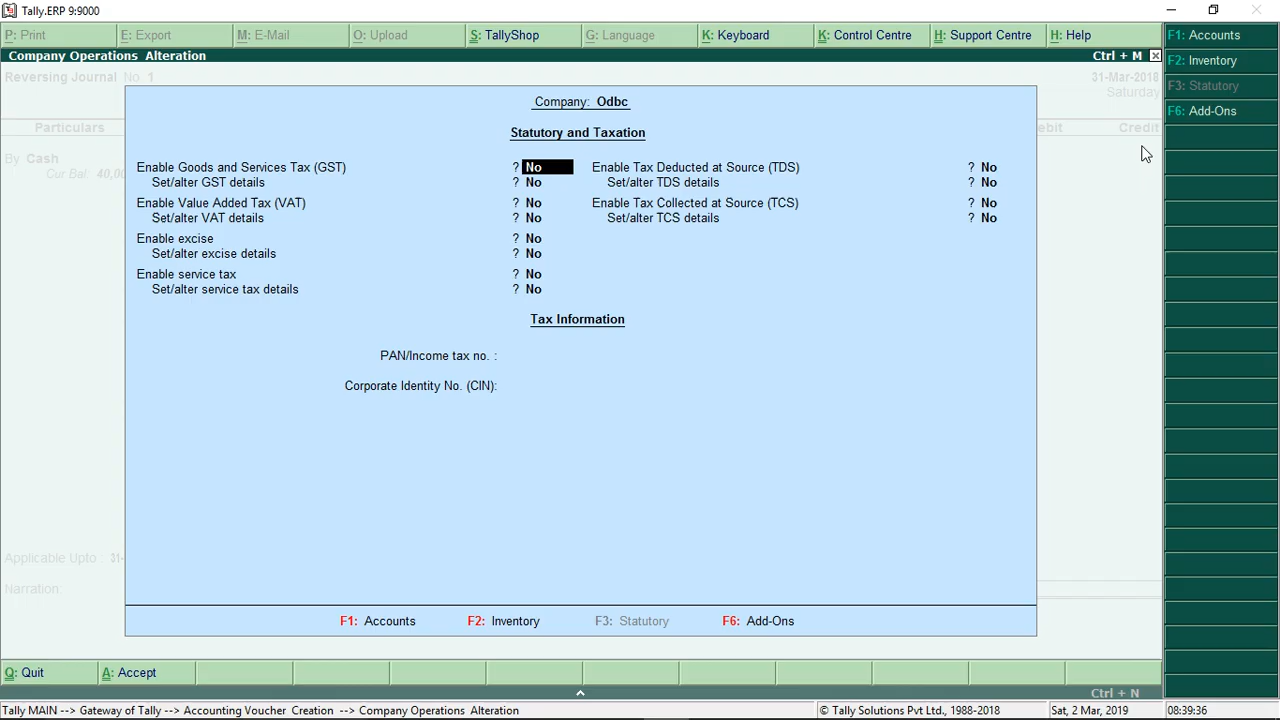 Tally.ERP 9:9000
P: Print E: Export M: E-Mail O: Upload S: TallyShop G: Language K: Keyboard K: Control Centre H: Support Centre H: Help
F1: Accounts
F2: Inventory
F3: Statutory
F6: Add-Ons
Company Operations Alteration Ctrl + M
Reversing Journal No. 1 31-Mar-2018
Saturday
Particulars ebit Credit
By Cash
Cur Bal: 40,00
Company: Odbc
Statutory and Taxation
Enable Goods and Services Tax (GST) ? No Enable Tax Deducted at Source (TDS) ? No
Set/alter GST details ? No Set/alter TDS details ? No
Enable Value Added Tax (VAT) ? No Enable Tax Collected at Source (TCS) ? No
Set/alter VAT details ? No Set/alter TCS details ? No
Enable excise ? No
Set/alter excise details ? No
Enable service tax ? No
Set/alter service tax details ? No
Tax Information
PAN/Income tax no. :
Corporate Identity No. (CIN):
Applicable Upto: 31-
Narration:
F1: Accounts F2: Inventory F3: Statutory F6: Add-Ons
Q: Quit A: Accept
Ctrl + N
Tally MAIN --> Gateway of Tally --> Accounting Voucher Creation --> Company Operations Alteration © Tally Solutions Pvt Ltd., 1988-2018 Sat, 2 Mar, 2019 08:39:36